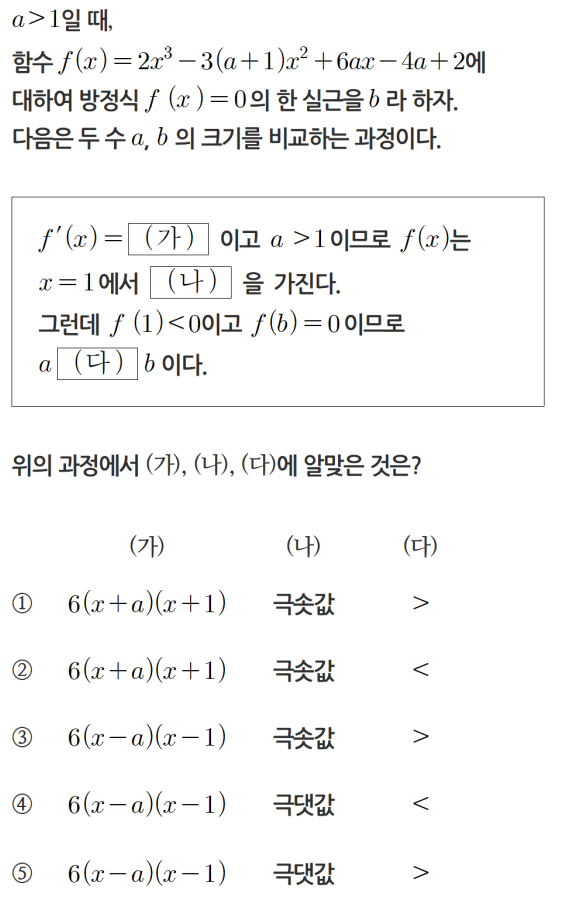 a > 1일 때,
함수 f(x) = 2x³ − 3(a+1)x² + 6ax − 4a + 2에
대하여 방정식 f (x) = 0의 한 실근을 b 라 하자.
다음은 두 수 a, b 의 크기를 비교하는 과정이다.
f′(x) = (가) 이고 a > 1이므로 f(x)는
x = 1에서 (나) 을 가진다.
그런데 f (1) < 0이고 f(b) = 0이므로
a (다) b 이다.
위의 과정에서 (가), (나), (다)에 알맞은 것은?
(가) (나) (다)
① 6(x+a)(x+1) 극솟값 >
② 6(x+a)(x+1) 극솟값 <
③ 6(x−a)(x−1) 극솟값 >
④ 6(x−a)(x−1) 극댓값 <
⑤ 6(x−a)(x−1) 극댓값 >